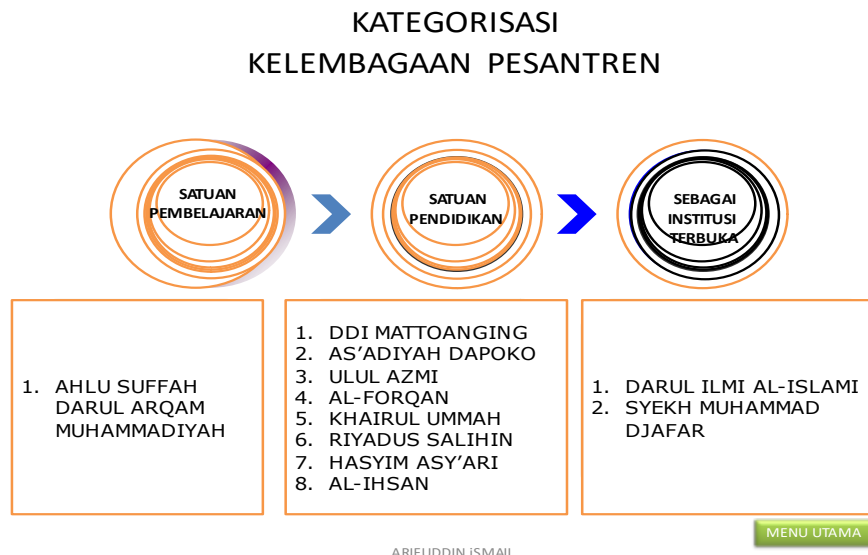 KATEGORISASI
KELEMBAGAAN PESANTREN
SATUAN
PEMBELAJARAN
SATUAN
PENDIDIKAN
SEBAGAI
INSTITUSI
TERBUKA
1. AHLU SUFFAH
DARUL ARQAM
MUHAMMADIYAH
1. DDI MATTOANGING
2. AS’ADIYAH DAPOKO
3. ULUL AZMI
4. AL-FORQAN
5. KHAIRUL UMMAH
6. RIYADUS SALIHIN
7. HASYIM ASY’ARI
8. AL-IHSAN
1. DARUL ILMI AL-ISLAMI
2. SYEKH MUHAMMAD
DJAFAR
MENU UTAMA
ARIFUDDIN iSMAIL